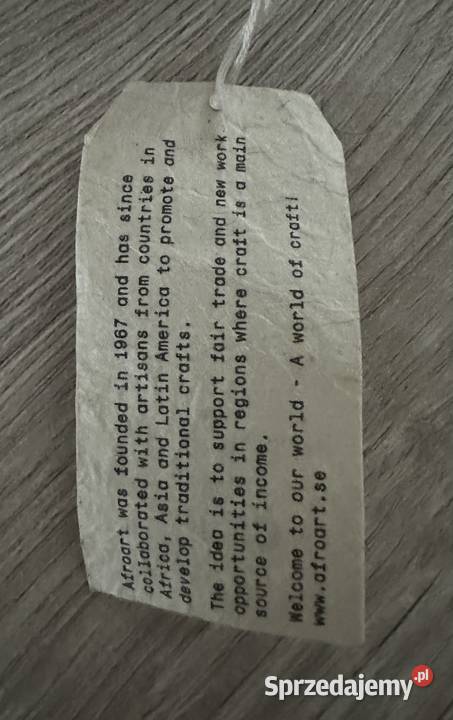 Afroart was founded in 1967 and has since
collaborated with artisans from countries in
Africa, Asia and Latin America to promote and
develop traditional crafts.
The idea is to support fair trade and new work
opportunities in regions where craft is a main
source of income.
Welcome to our world - A world of craft!
www.afroart.se
Sprzedajemy.pl